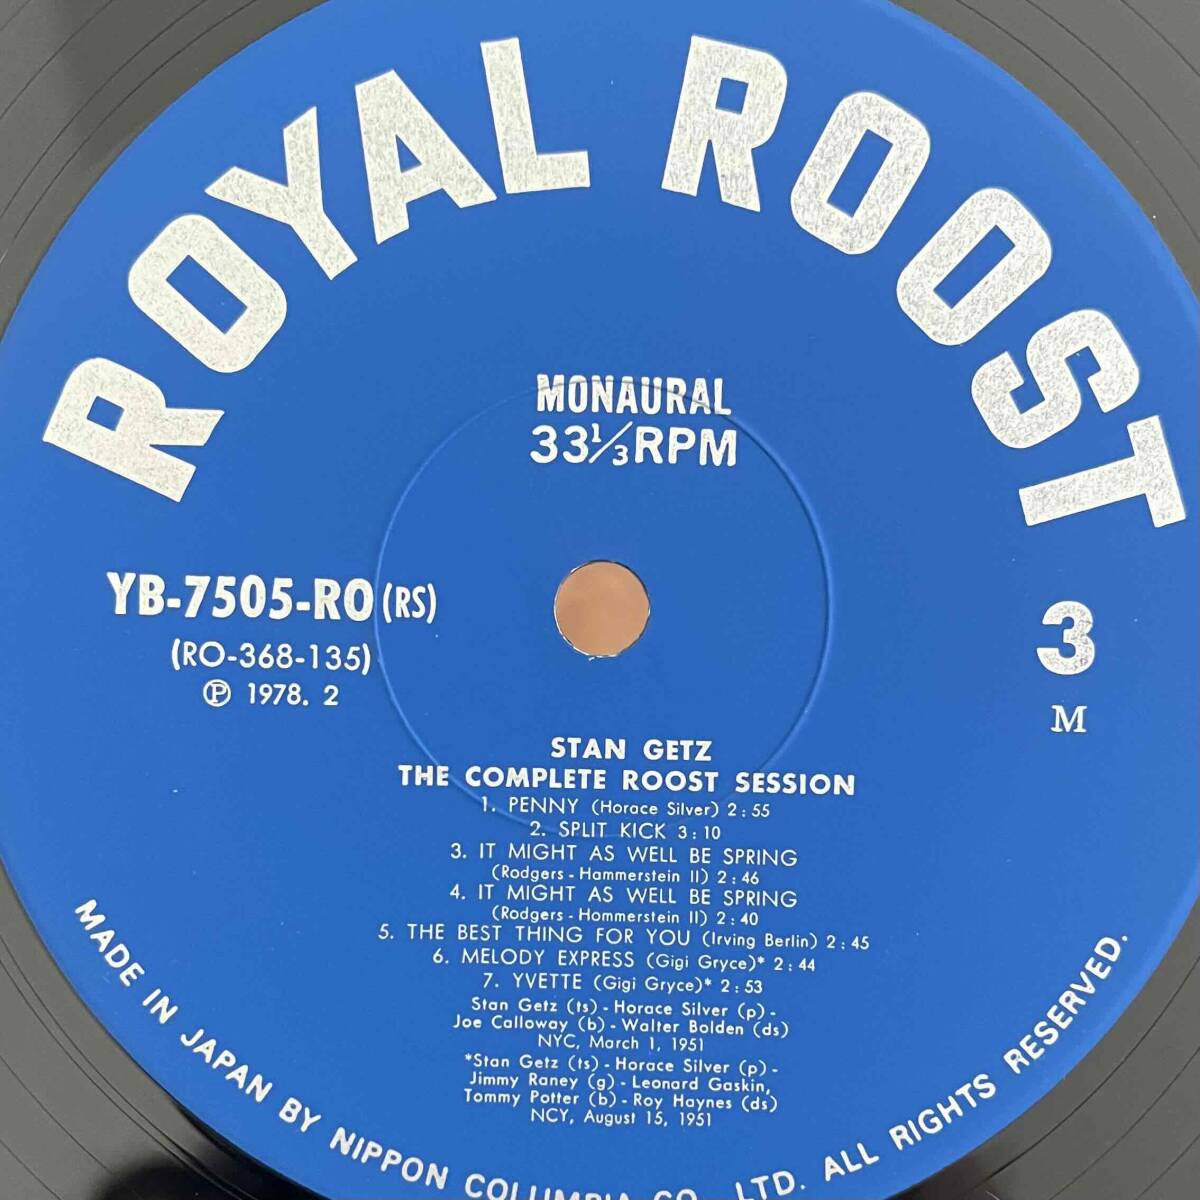 ROYAL ROOST
MONAURAL
33 1/3 RPM
YB-7505-RO (RS)
(RO-368-135)
Ⓟ 1978. 2
3
M
STAN GETZ
THE COMPLETE ROOST SESSION
1. PENNY (Horace Silver) 2:55
2. SPLIT KICK 3:10
3. IT MIGHT AS WELL BE SPRING
(Rodgers - Hammerstein II) 2:46
4. IT MIGHT AS WELL BE SPRING
(Rodgers - Hommerstein II) 2:40
5. THE BEST THING FOR YOU (Irving Berlin) 2:45
6. MELODY EXPRESS (Gigi Gryce)* 2:44
7. YVETTE (Gigi Gryce)* 2:53
Stan Getz (ts) - Horace Silver (p) -
Joe Calloway (b) - Walter Bolden (ds)
NYC, March 1, 1951
*Stan Getz (ts) - Horace Silver (p) -
Jimmy Raney (g) - Leonard Gaskin,
Tommy Potter (b) - Roy Haynes (ds)
NCY, August 15, 1951
MADE IN JAPAN BY NIPPON COLUMBIA CO., LTD. ALL RIGHTS RESERVED.